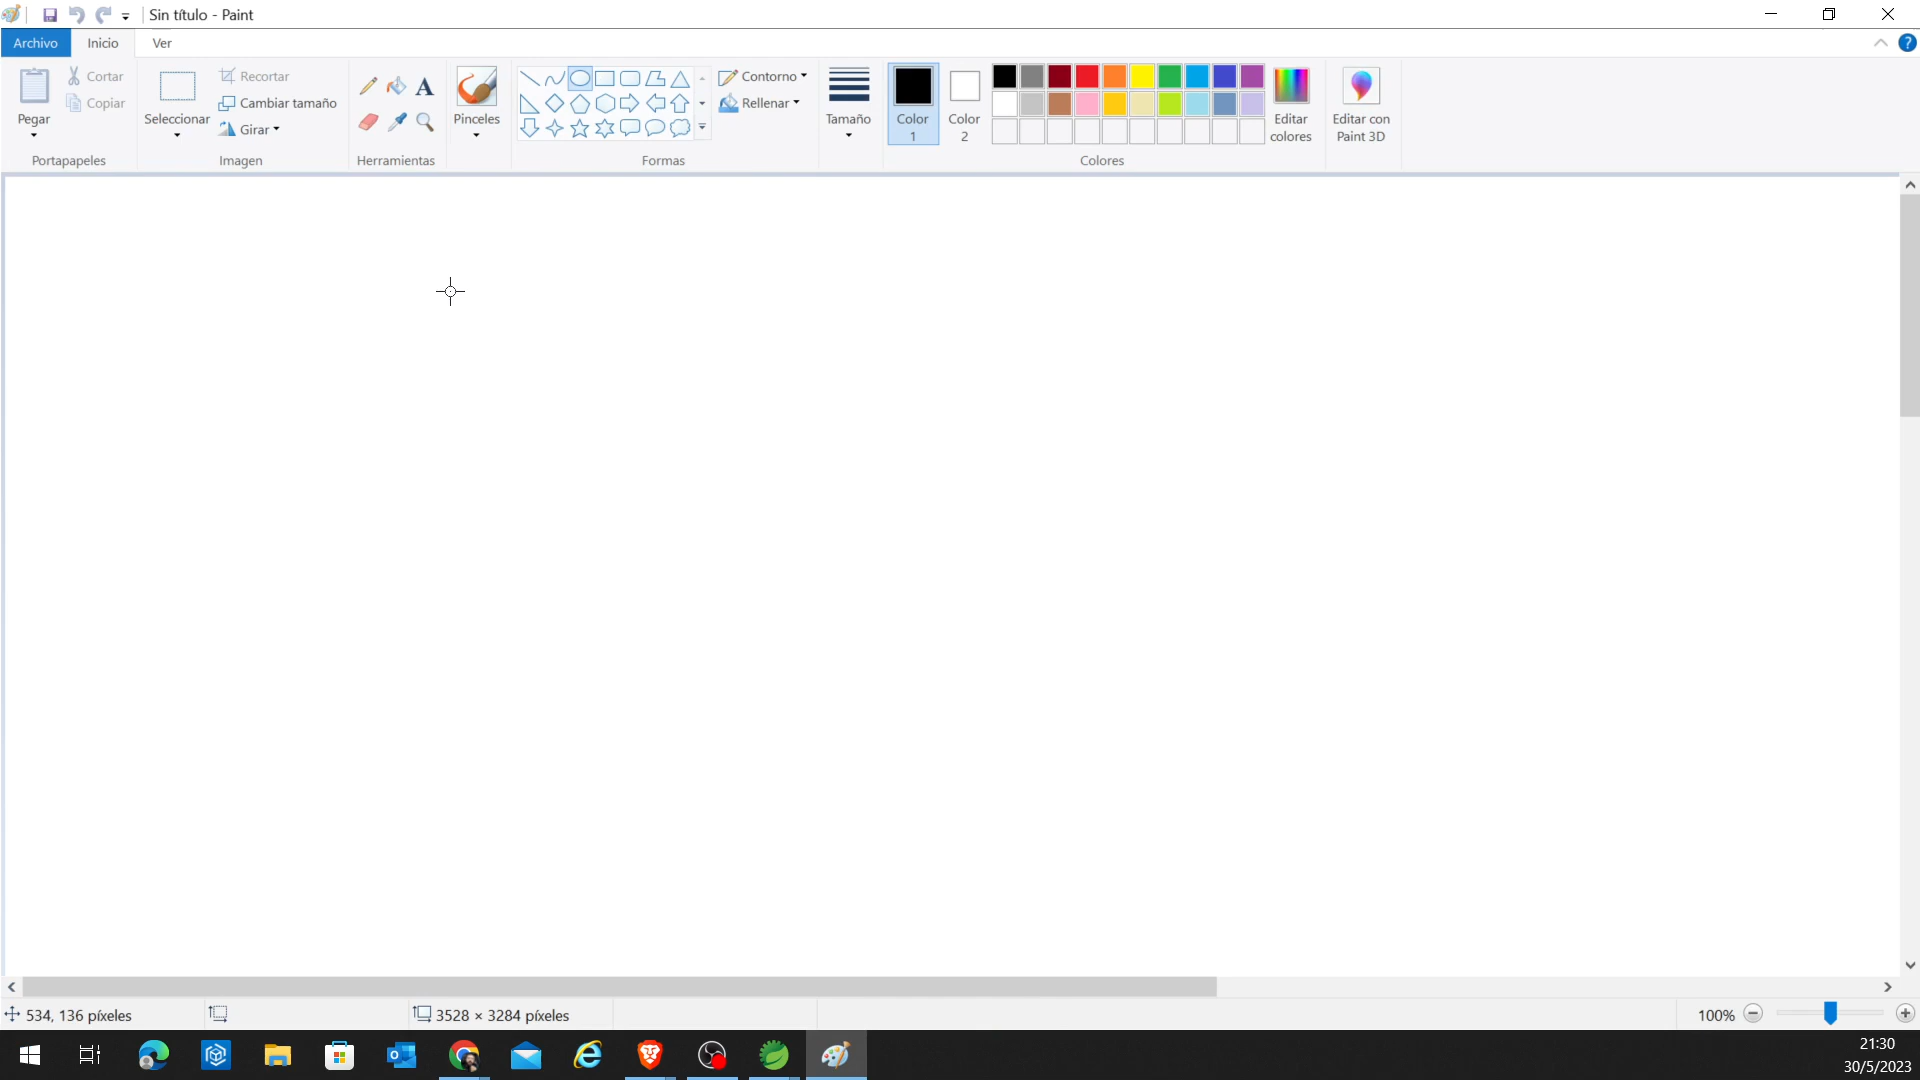 Sin título - Paint
Archivo Inicio Ver
Pegar
Cortar
Copiar
Portapapeles
Seleccionar
Recortar
Cambiar tamaño
Girar
Imagen
A
Herramientas
Pinceles
Contorno
Rellenar
Formas
Tamaño
Color
1
Color
2
Editar
colores
Colores
Editar con
Paint 3D
534, 136 píxeles
3528 × 3284 píxeles
100%
21:30
30/5/2023